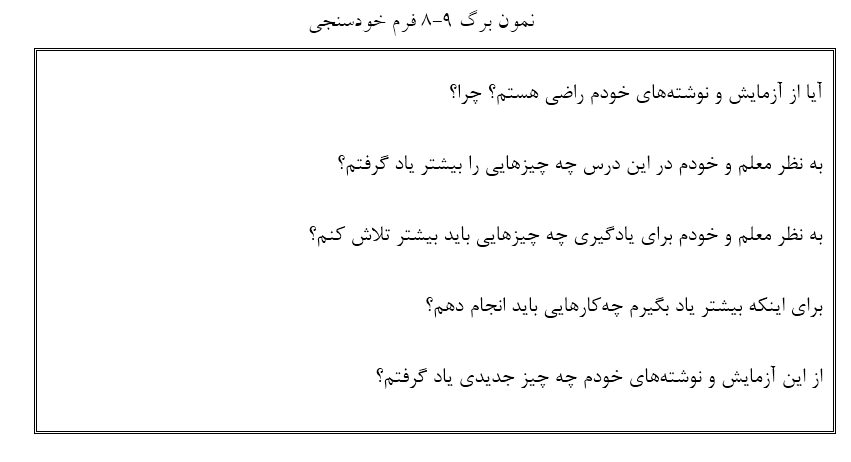 نمون برگ ۹-۸ فرم خودسنجی
آیا از آزمایش و نوشته‌های خودم راضی هستم؟ چرا؟
به نظر معلم و خودم در این درس چه چیزهایی را بیشتر یاد گرفتم؟
به نظر معلم و خودم برای یادگیری چه چیزهایی باید بیشتر تلاش کنم؟
برای اینکه بیشتر یاد بگیرم چه‌کارهایی باید انجام دهم؟
از این آزمایش و نوشته‌های خودم چه چیز جدیدی یاد گرفتم؟